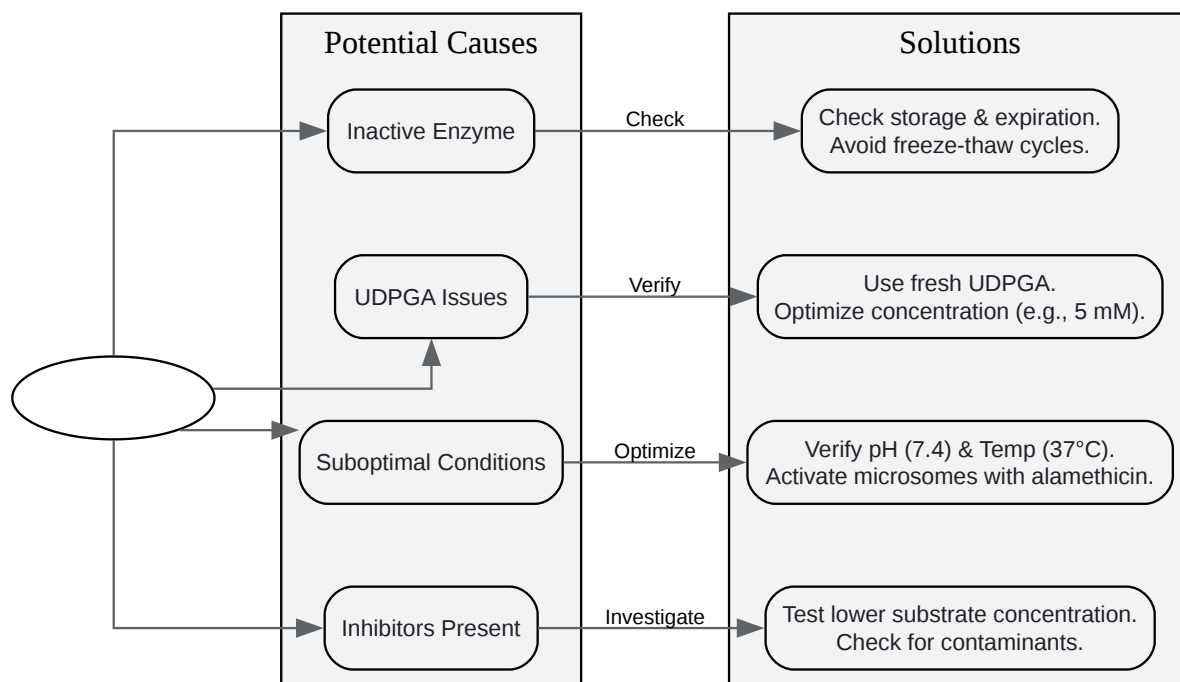 Potential Causes
Solutions
Inactive Enzyme
Check
Check storage & expiration.
Avoid freeze-thaw cycles.
UDPGA Issues
Verify
Use fresh UDPGA.
Optimize concentration (e.g., 5 mM).
Suboptimal Conditions
Optimize
Verify pH (7.4) & Temp (37°C).
Activate microsomes with alamethicin.
Inhibitors Present
Investigate
Test lower substrate concentration.
Check for contaminants.